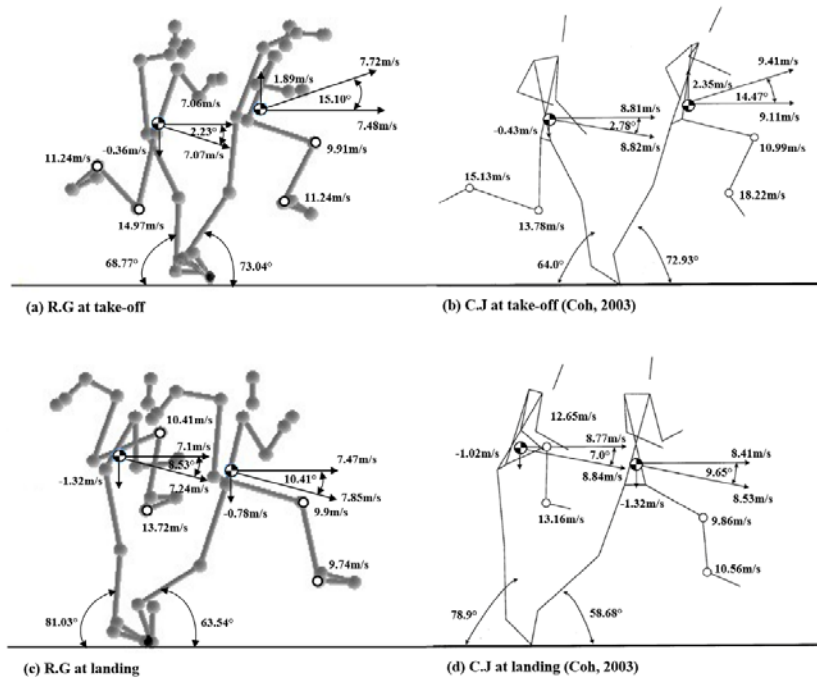 7.72m/s
1.89m/s
15.10°
7.06m/s
7.48m/s
2.23°
-0.36m/s
7.07m/s
9.91m/s
11.24m/s
11.24m/s
14.97m/s
68.77°
73.04°
(a) R.G at take-off
9.41m/s
2.35m/s
14.47°
8.81m/s
9.11m/s
-0.43m/s
2.78°
8.82m/s
10.99m/s
15.13m/s
18.22m/s
13.78m/s
64.0°
72.93°
(b) C.J at take-off (Coh, 2003)
10.41m/s
7.1m/s
7.47m/s
8.53°
10.41°
-1.32m/s
7.24m/s
7.85m/s
-0.78m/s
9.9m/s
13.72m/s
9.74m/s
81.03°
63.54°
(c) R.G at landing
12.65m/s
8.77m/s
8.41m/s
-1.02m/s
7.0°
9.65°
8.84m/s
8.53m/s
-1.32m/s
13.16m/s
9.86m/s
10.56m/s
78.9°
58.68°
(d) C.J at landing (Coh, 2003)